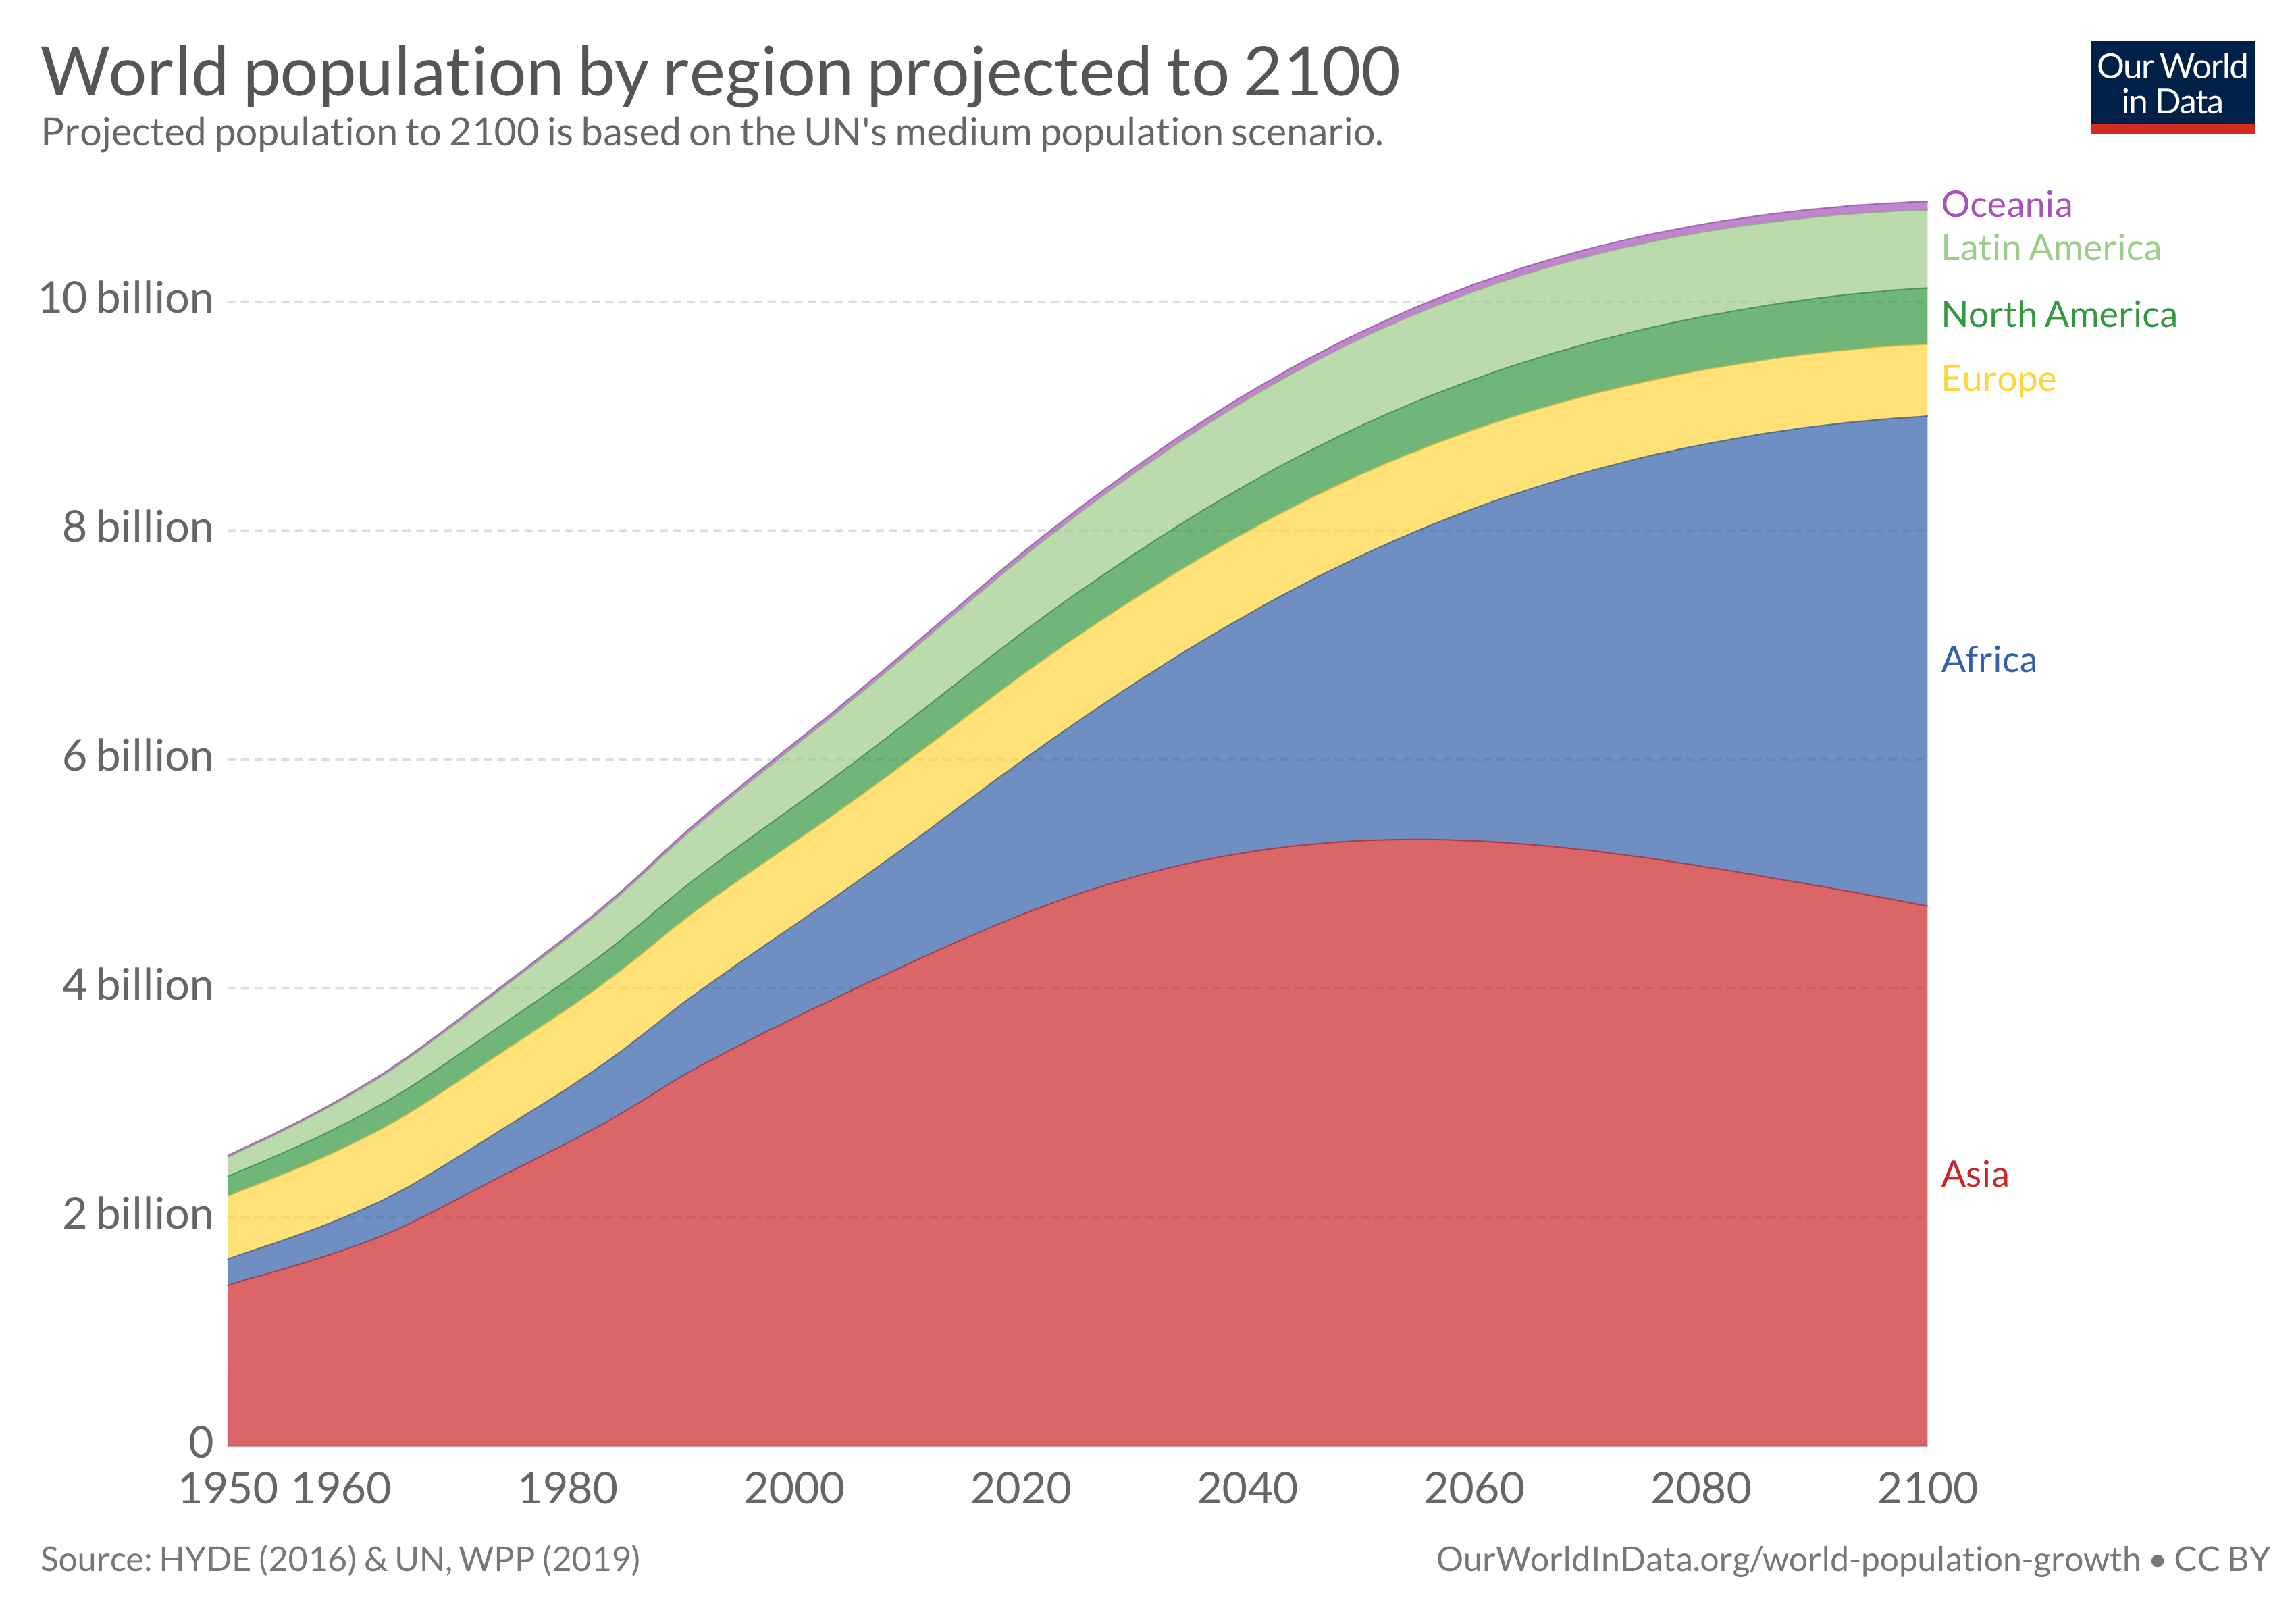 World population by region projected to 2100
Projected population to 2100 is based on the UN's medium population scenario.
Our World
in Data
Oceania
Latin America
10 billion
North America
Europe
8 billion
Africa
6 billion
4 billion
Asia
2 billion
0
1950 1960 1980 2000 2020 2040 2060 2080 2100
Source: HYDE (2016) & UN, WPP (2019)
OurWorldInData.org/world-population-growth • CC BY